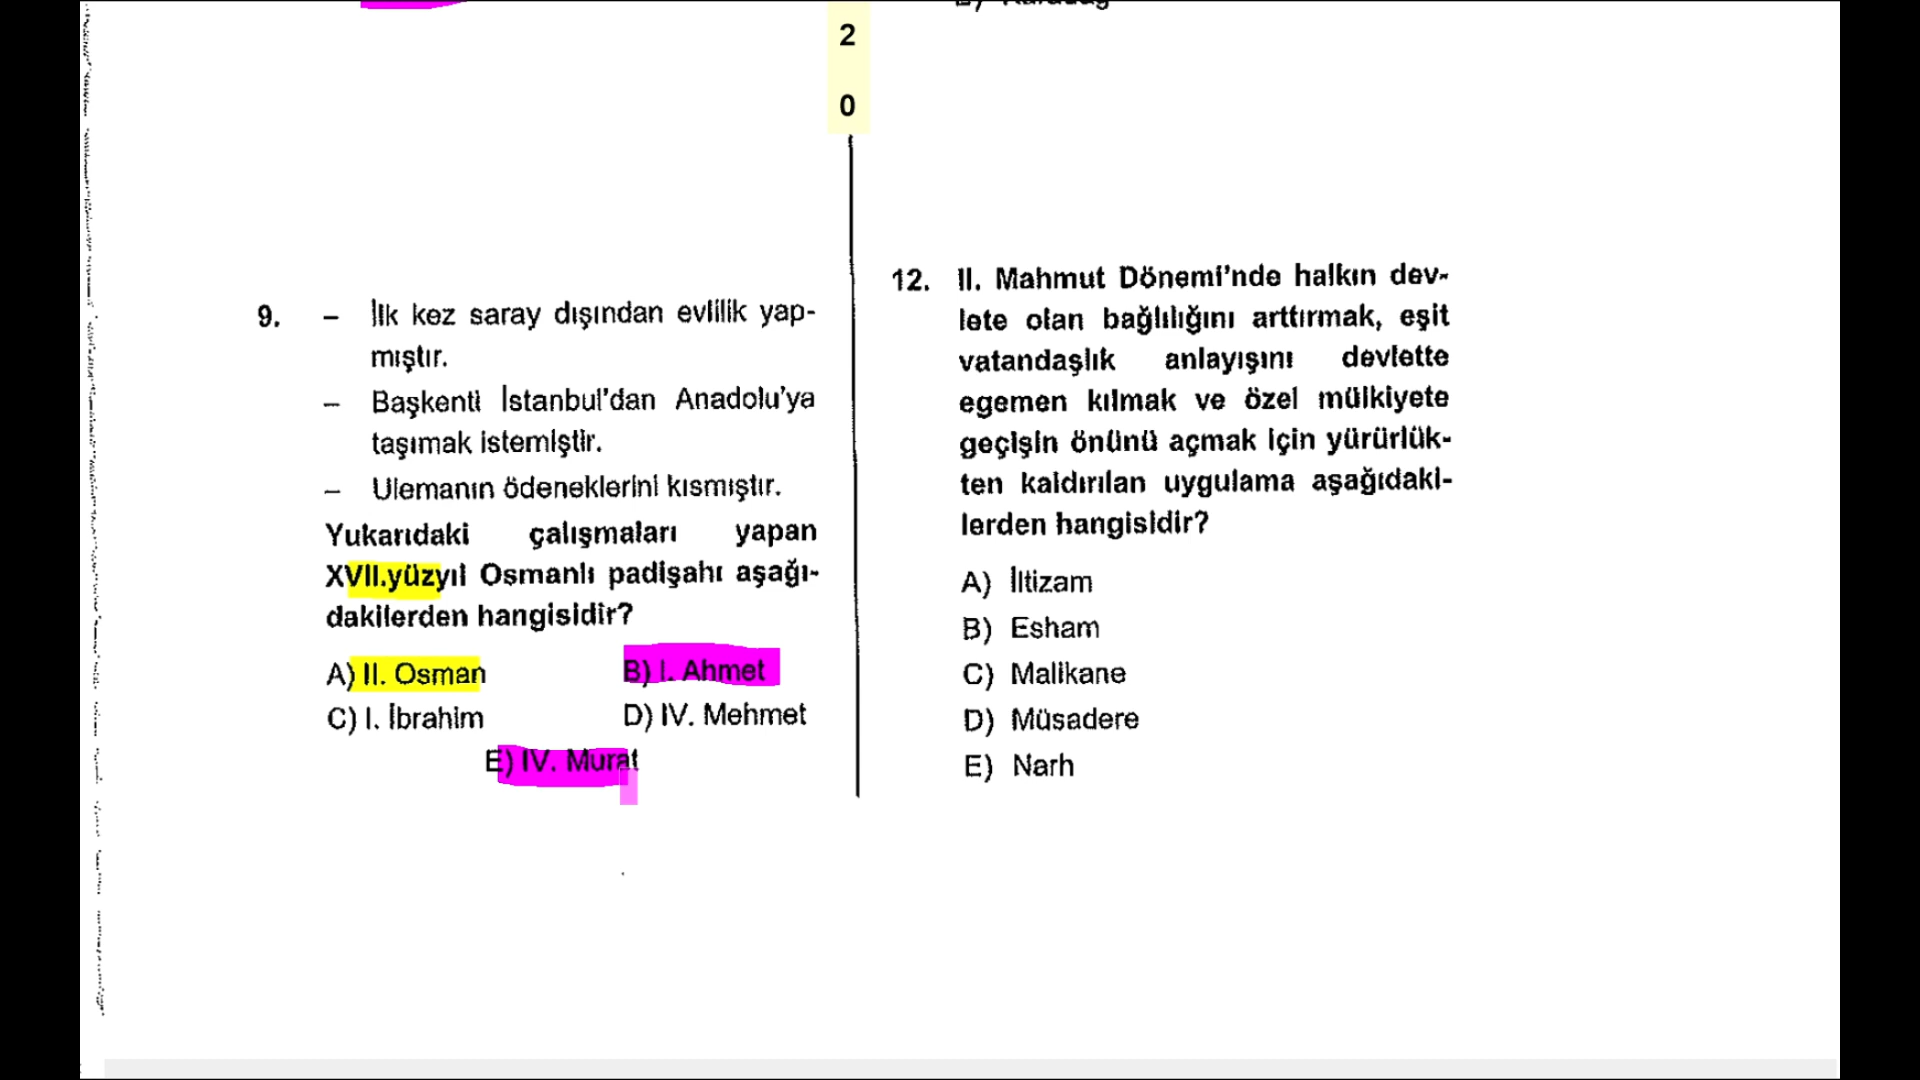 2
0
9. – İlk kez saray dışından evlilik yap-
mıştır.
– Başkenti İstanbul'dan Anadolu'ya
taşımak istemiştir.
– Ulemanın ödeneklerini kısmıştır.
Yukarıdaki çalışmaları yapan
XVII.yüzyıl Osmanlı padişahı aşağı-
dakilerden hangisidir?
A) II. Osman B) I. Ahmet
C) I. İbrahim D) IV. Mehmet
E) IV. Murat
12. II. Mahmut Dönemi'nde halkın dev-
lete olan bağlılığını arttırmak, eşit
vatandaşlık anlayışını devlette
egemen kılmak ve özel mülkiyete
geçişin önünü açmak için yürürlük-
ten kaldırılan uygulama aşağıdaki-
lerden hangisidir?
A) İltizam
B) Esham
C) Malikane
D) Müsadere
E) Narh